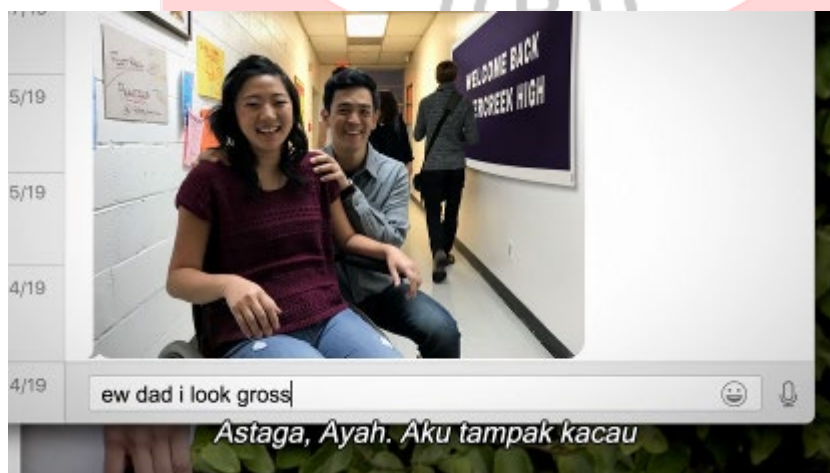 5/19
5/19
4/19
4/19
WELCOME BACK
ERCREEK HIGH
ew dad i look gross
Astaga, Ayah. Aku tampak kacau